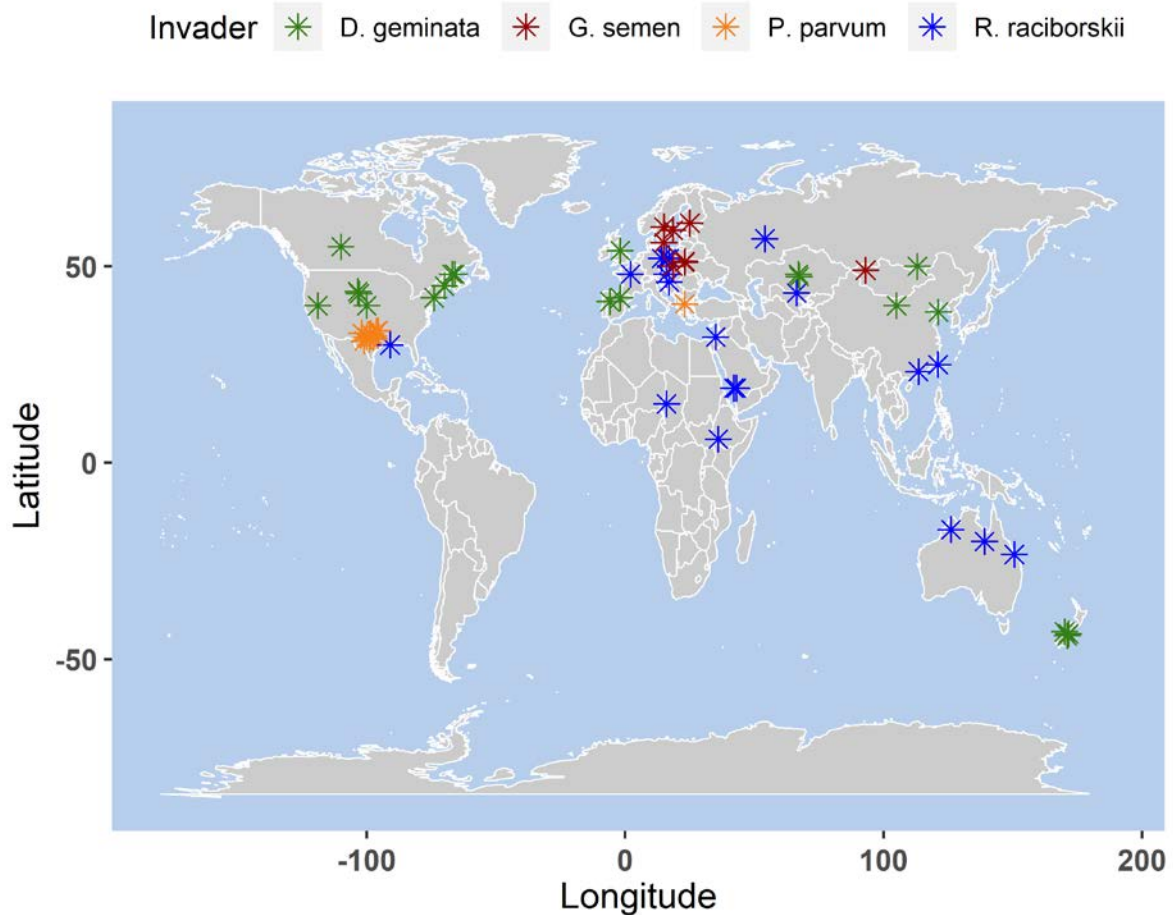 Invader D. geminata G. semen P. parvum R. raciborskii
50
0
-50
Latitude
-100 0 100 200
Longitude